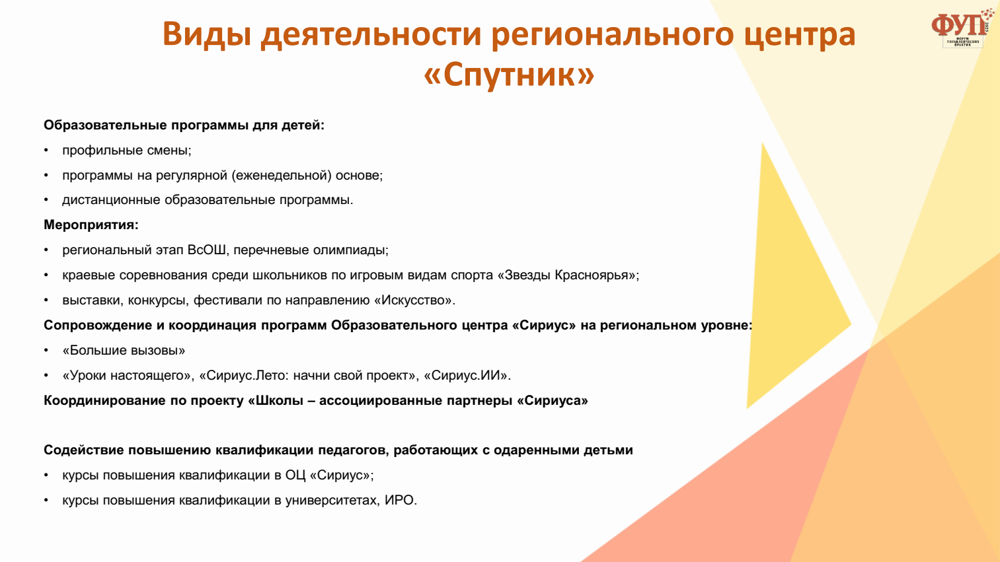 Виды деятельности регионального центра
«Спутник»
ФУП
2023
ФОРУМ
УПРАВЛЕНЧЕСКИХ
ПРАКТИК
Образовательные программы для детей:
• профильные смены;
• программы на регулярной (еженедельной) основе;
• дистанционные образовательные программы.
Мероприятия:
• региональный этап ВсОШ, перечневые олимпиады;
• краевые соревнования среди школьников по игровым видам спорта «Звезды Красноярья»;
• выставки, конкурсы, фестивали по направлению «Искусство».
Сопровождение и координация программ Образовательного центра «Сириус» на региональном уровне:
• «Большие вызовы»
• «Уроки настоящего», «Сириус.Лето: начни свой проект», «Сириус.ИИ».
Координирование по проекту «Школы – ассоциированные партнеры «Сириуса»
Содействие повышению квалификации педагогов, работающих с одаренными детьми
• курсы повышения квалификации в ОЦ «Сириус»;
• курсы повышения квалификации в университетах, ИРО.